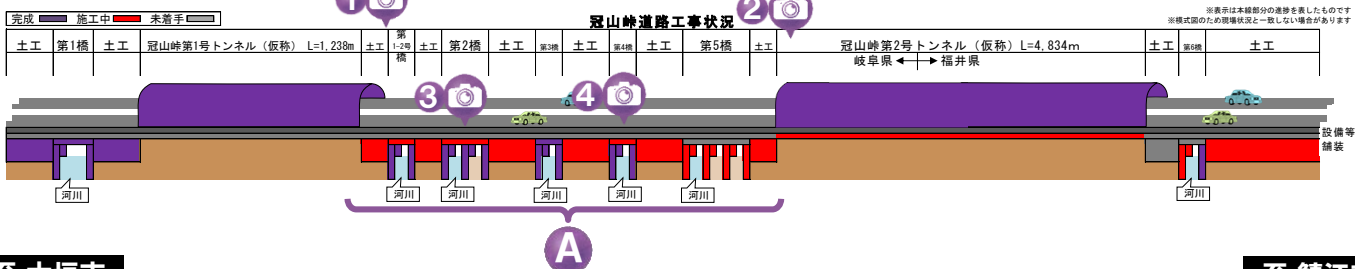 1
2
完成 施工中 未着手
冠山峠道路工事状況
※表示は本線部分の進捗を表したものです
※模式図のため現場状況と一致しない場合があります
土工 第1橋 土工 冠山峠第1号トンネル（仮称） L=1,238m 土工 第1-2号橋 土工 第2橋 土工 第3橋 土工 第4橋 土工 第5橋 土工 冠山峠第2号トンネル（仮称）L=4,834m 土工 第6橋 土工
岐阜県 福井県
3
4
設備等
舗装
河川 河川 河川 河川 河川 河川 河川
A